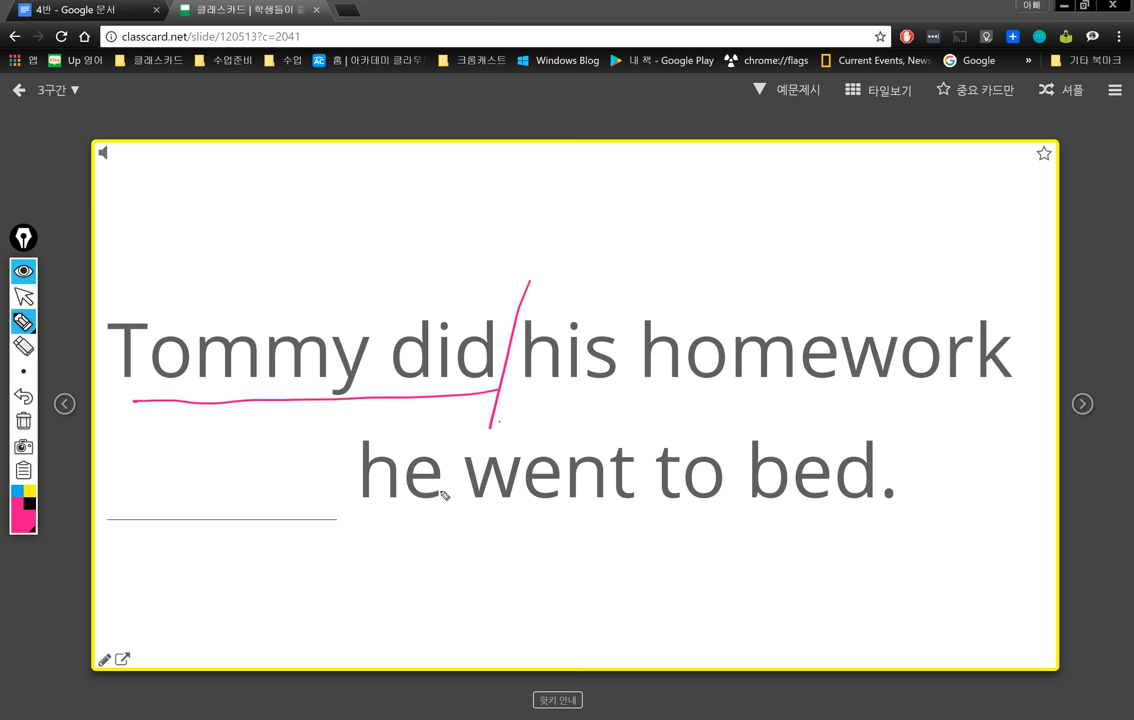 4반 - Google 문서
클래스카드 | 학생들이 
아빠
classcard.net/slide/120513?c=2041
앱 Up 영어 클래스카드 수업준비 수업 AC 홈 | 아카데미 클라우 크롬캐스트 Windows Blog 내 책 - Google Play chrome://flags Current Events, News Google » 기타 북마크
3구간 ▼ 예문제시 타일보기 중요 카드만 셔플
Tommy did his homework
he went to bed.
핫키 안내